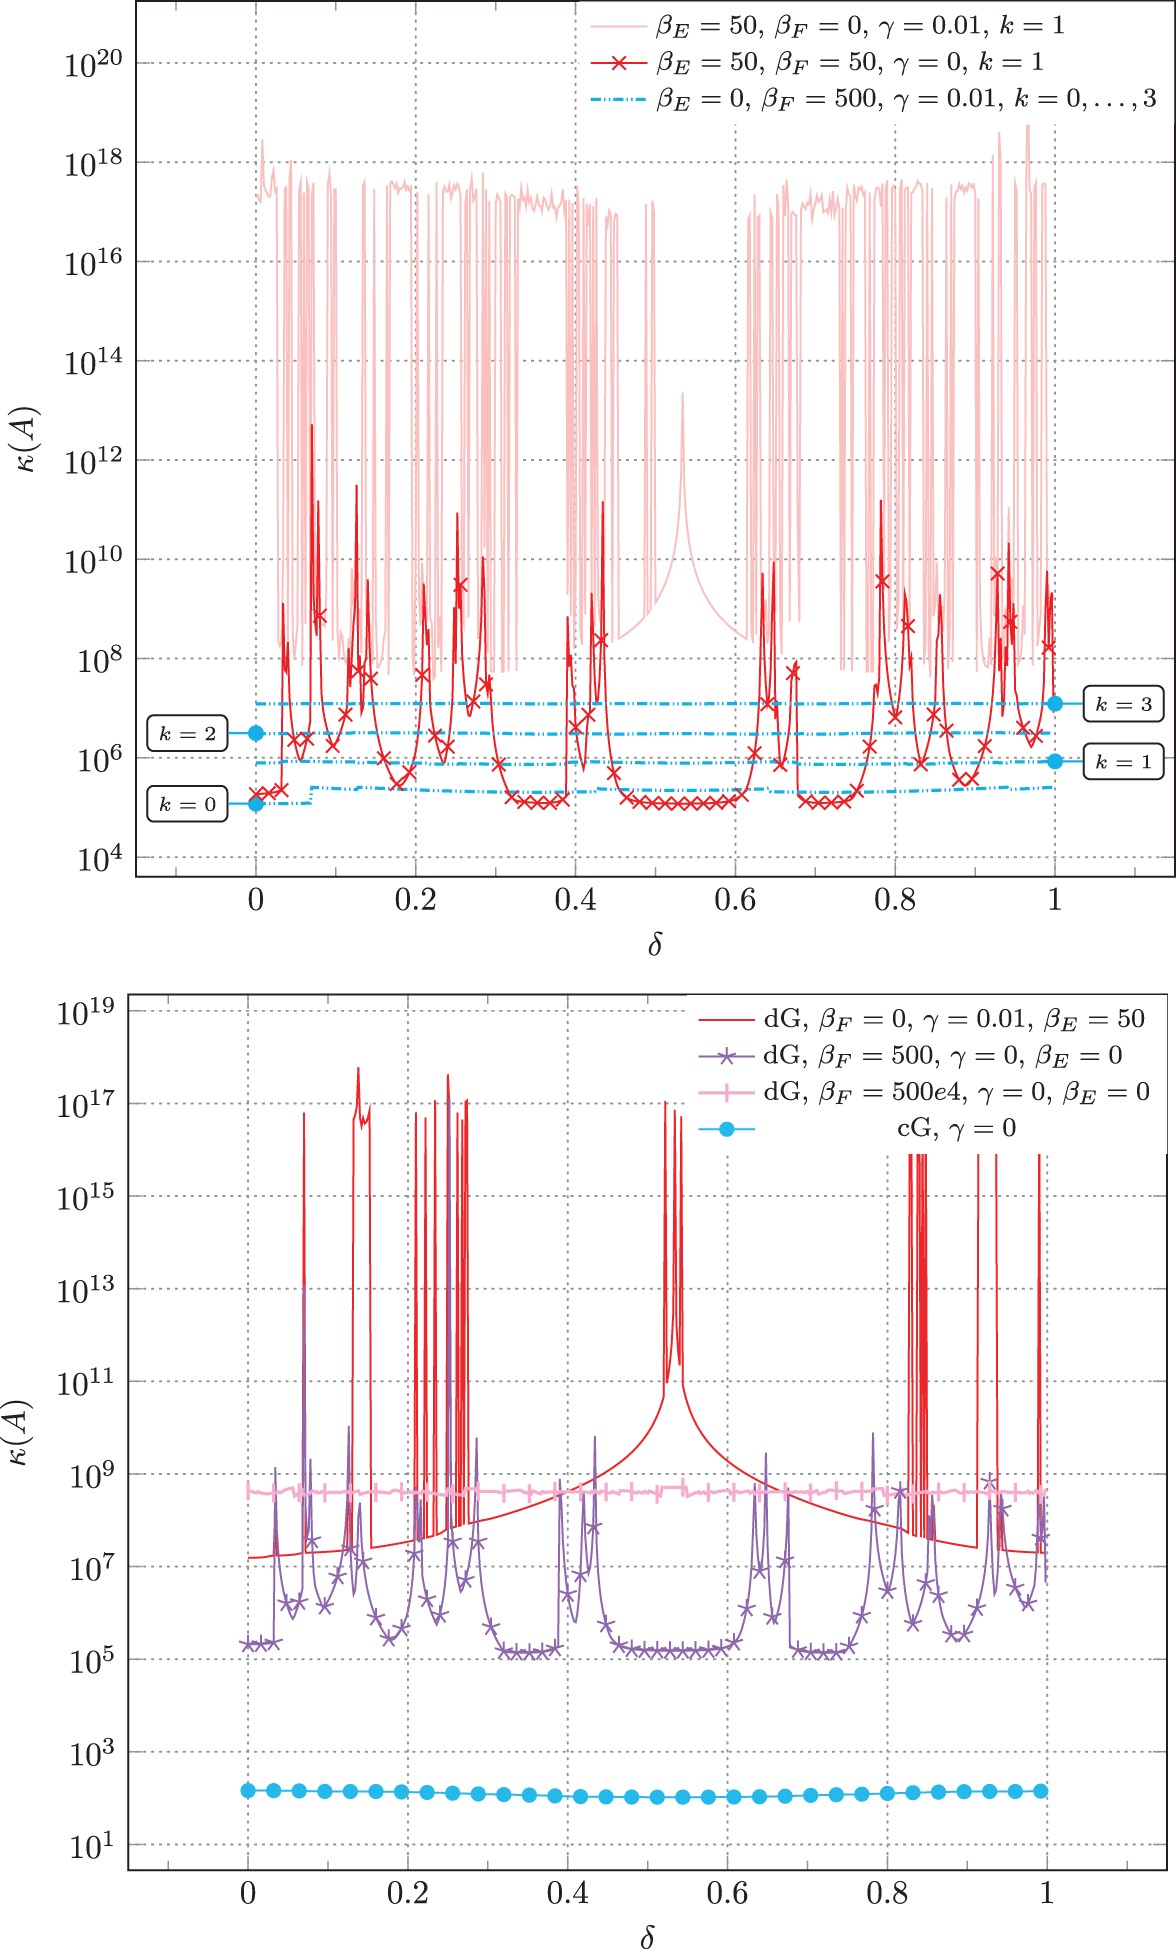 β_E = 50, β_F = 0, γ = 0.01, k = 1
β_E = 50, β_F = 50, γ = 0, k = 1
β_E = 0, β_F = 500, γ = 0.01, k = 0, . . . , 3
10^20
10^18
10^16
10^14
10^12
10^10
10^8
10^6
10^4
κ(A)
k = 2
k = 0
k = 3
k = 1
0 0.2 0.4 0.6 0.8 1
δ
dG, β_F = 0, γ = 0.01, β_E = 50
dG, β_F = 500, γ = 0, β_E = 0
dG, β_F = 500e4, γ = 0, β_E = 0
cG, γ = 0
10^19
10^17
10^15
10^13
10^11
10^9
10^7
10^5
10^3
10^1
κ(A)
0 0.2 0.4 0.6 0.8 1
δ